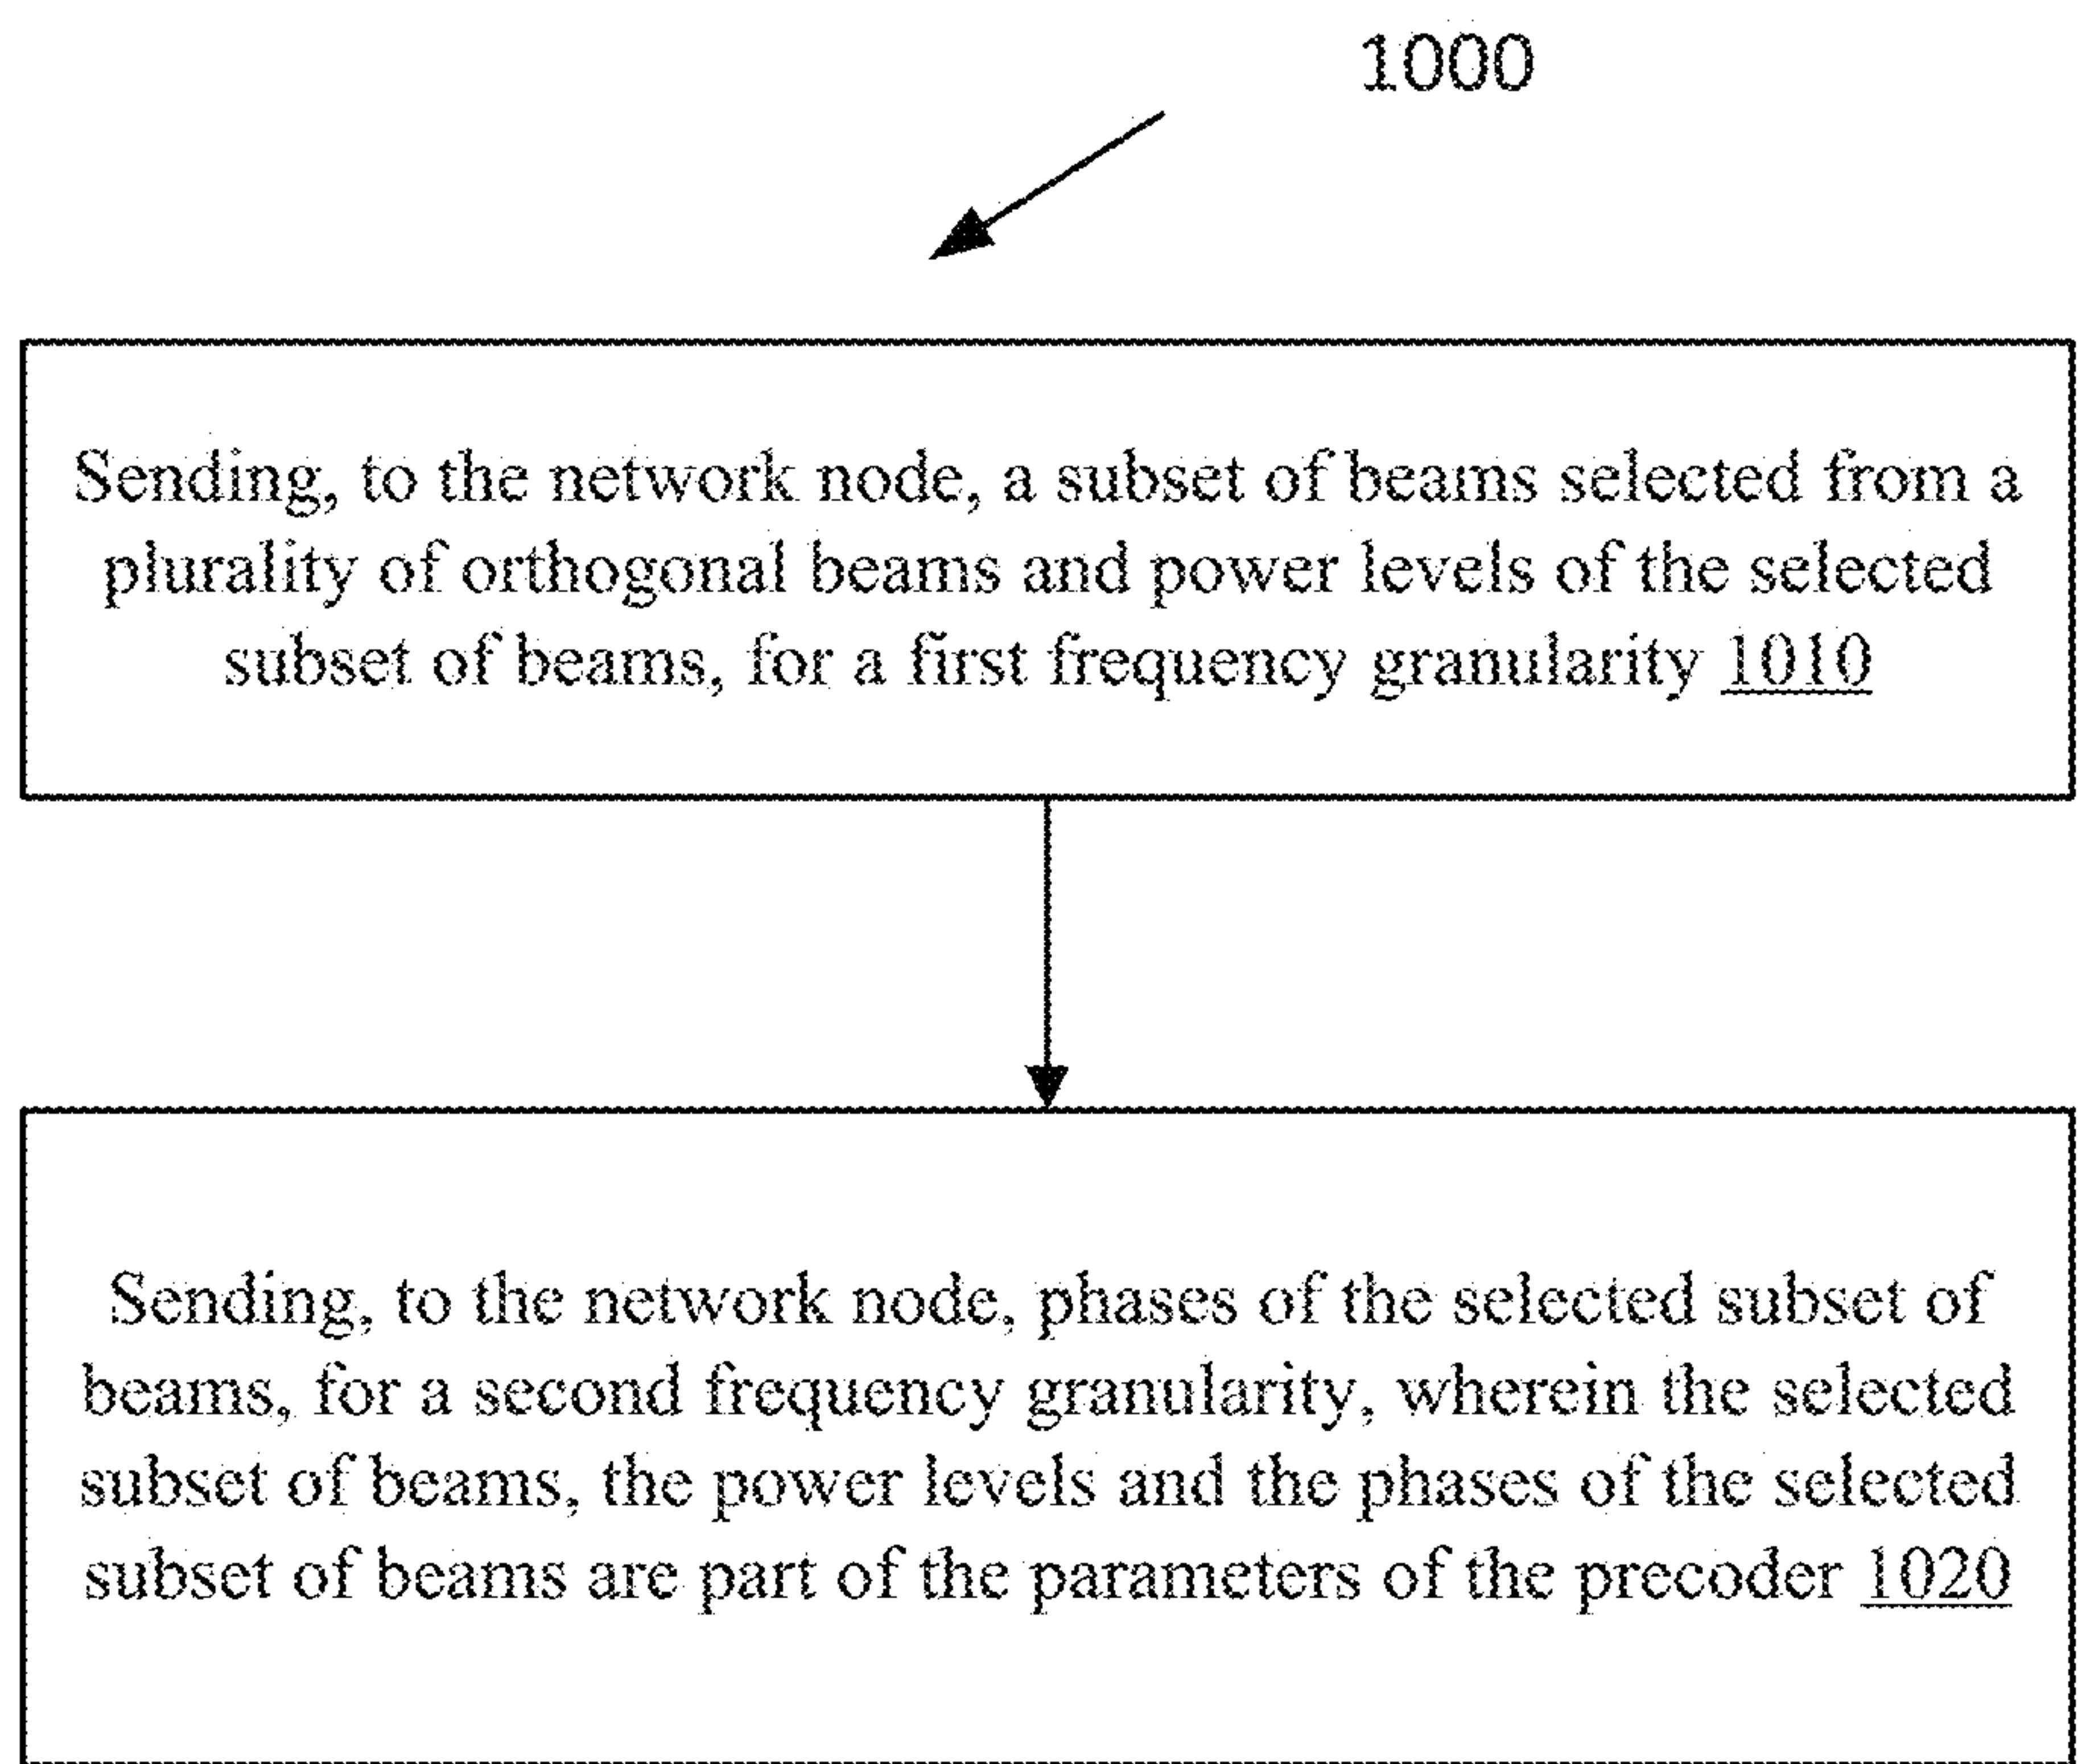 1000
Sending, to the network node, a subset of beams selected from a
plurality of orthogonal beams and power levels of the selected
subset of beams, for a first frequency granularity 1010
Sending, to the network node, phases of the selected subset of
beams, for a second frequency granularity, wherein the selected
subset of beams, the power levels and the phases of the selected
subset of beams are part of the parameters of the precoder 1020